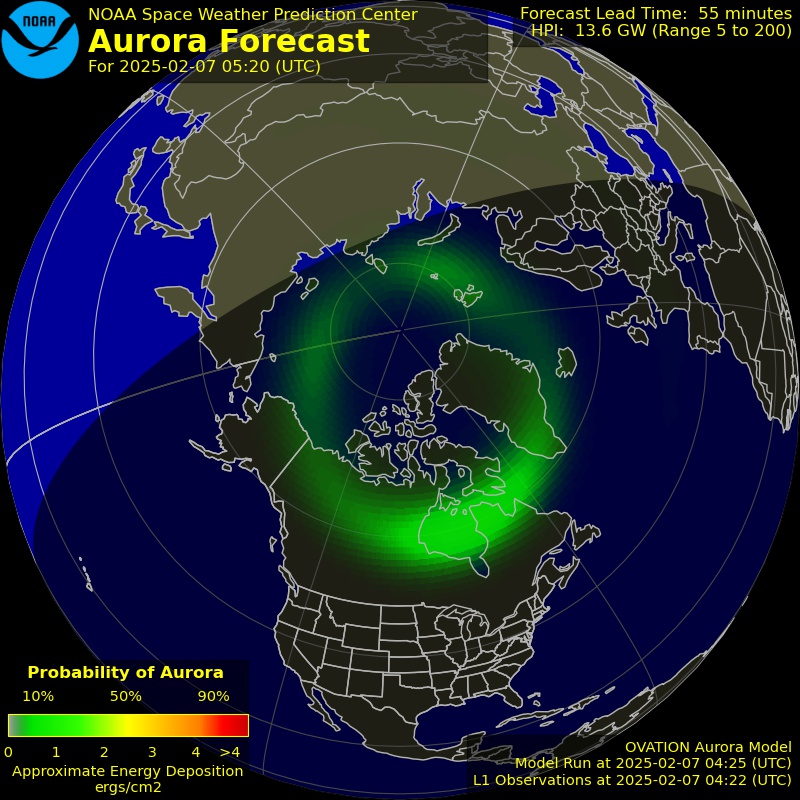 NOAA
NOAA Space Weather Prediction Center
Aurora Forecast
For 2025-02-07 05:20 (UTC)
Forecast Lead Time: 55 minutes
HPI: 13.6 GW (Range 5 to 200)
Probability of Aurora
10% 50% 90%
0 1 2 3 4 >4
Approximate Energy Deposition
ergs/cm2
OVATION Aurora Model
Model Run at 2025-02-07 04:25 (UTC)
L1 Observations at 2025-02-07 04:22 (UTC)